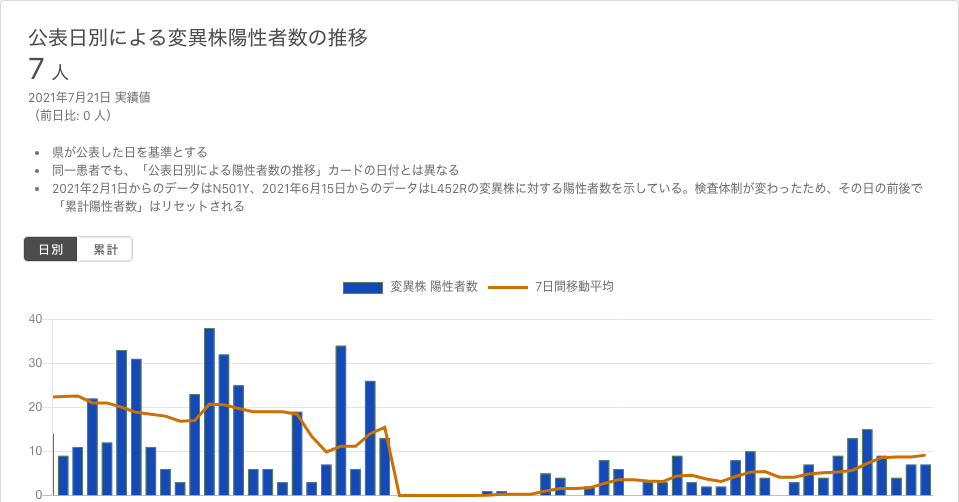 公表日別による変異株陽性者数の推移
7 人
2021年7月21日 実績値
（前日比: 0 人）
• 県が公表した日を基準とする
• 同一患者でも、「公表日別による陽性者数の推移」カードの日付とは異なる
• 2021年2月1日からのデータはN501Y、2021年6月15日からのデータはL452Rの変異株に対する陽性者数を示している。検査体制が変わったため、その日の前後で
「累計陽性者数」はリセットされる
日別 累計
変異株 陽性者数 7日間移動平均
40
30
20
10
0